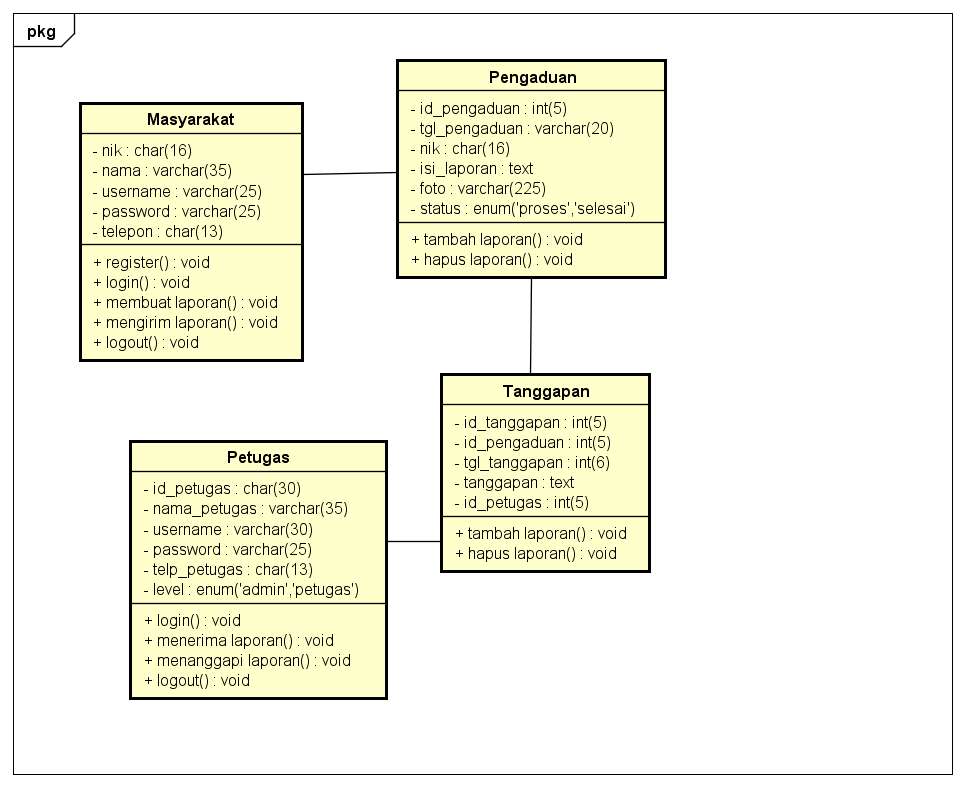 pkg
Masyarakat
- nik : char(16)
- nama : varchar(35)
- username : varchar(25)
- password : varchar(25)
- telepon : char(13)
+ register() : void
+ login() : void
+ membuat laporan() : void
+ mengirim laporan() : void
+ logout() : void
Pengaduan
- id_pengaduan : int(5)
- tgl_pengaduan : varchar(20)
- nik : char(16)
- isi_laporan : text
- foto : varchar(225)
- status : enum('proses','selesai')
+ tambah laporan() : void
+ hapus laporan() : void
Tanggapan
- id_tanggapan : int(5)
- id_pengaduan : int(5)
- tgl_tanggapan : int(6)
- tanggapan : text
- id_petugas : int(5)
+ tambah laporan() : void
+ hapus laporan() : void
Petugas
- id_petugas : char(30)
- nama_petugas : varchar(35)
- username : varchar(30)
- password : varchar(25)
- telp_petugas : char(13)
- level : enum('admin','petugas')
+ login() : void
+ menerima laporan() : void
+ menanggapi laporan() : void
+ logout() : void